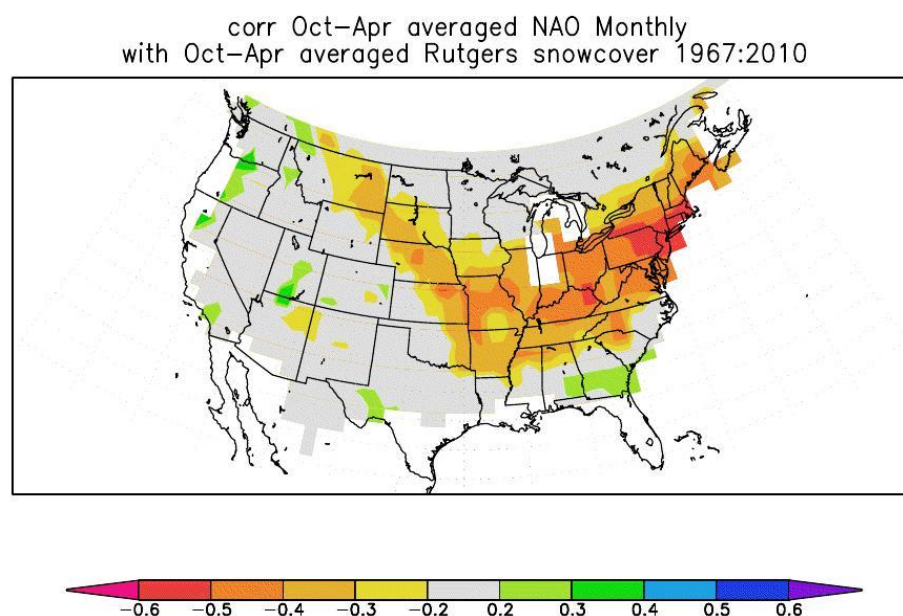 corr Oct-Apr averaged NAO Monthly
with Oct-Apr averaged Rutgers snowcover 1967:2010
-0.6 -0.5 -0.4 -0.3 -0.2 0.2 0.3 0.4 0.5 0.6